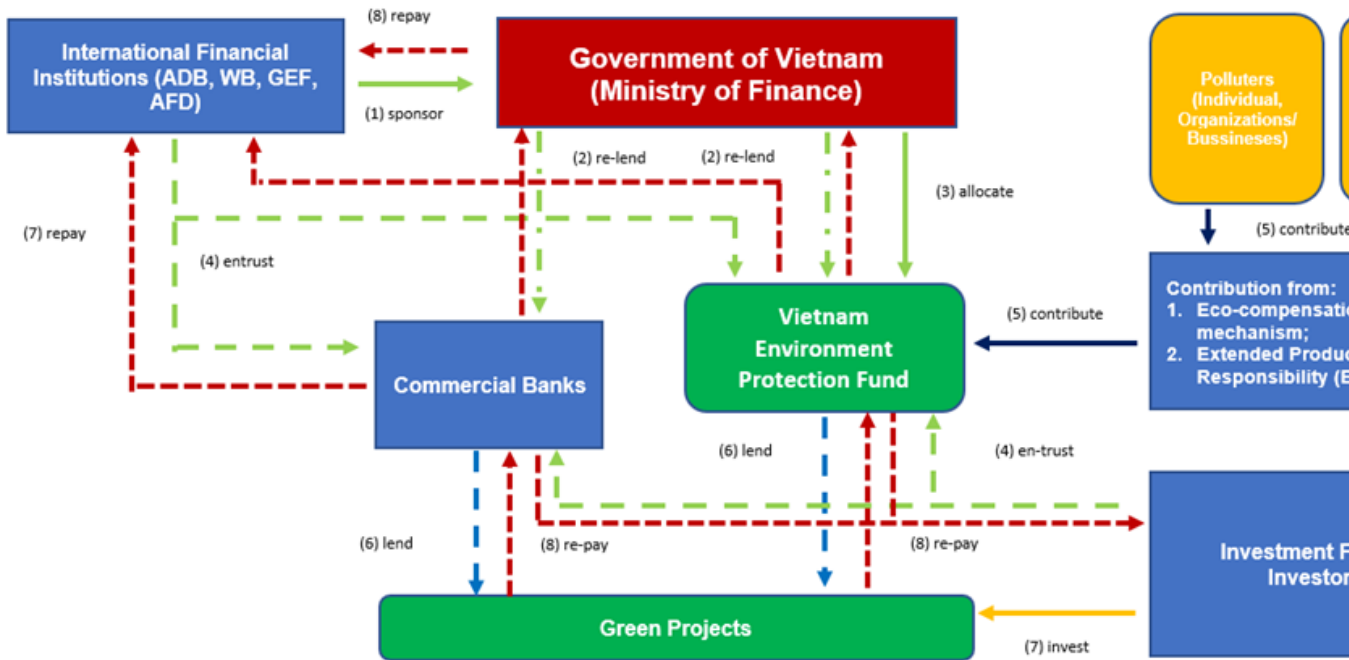 (8) repay
International Financial
Institutions (ADB, WB, GEF,
AFD)
(1) sponsor
Government of Vietnam
(Ministry of Finance)
Polluters
(Individual,
Organizations/
Bussineses)
(2) re-lend
(2) re-lend
(3) allocate
(7) repay
(4) entrust
(5) contribute
Contribution from:
1. Eco-compensatio
mechanism;
2. Extended Produc
Responsibility (E
Vietnam
Environment
Protection Fund
(5) contribute
Commercial Banks
(6) lend
(4) en-trust
(6) lend
(8) re-pay
(8) re-pay
Investment F
Investor
Green Projects
(7) invest